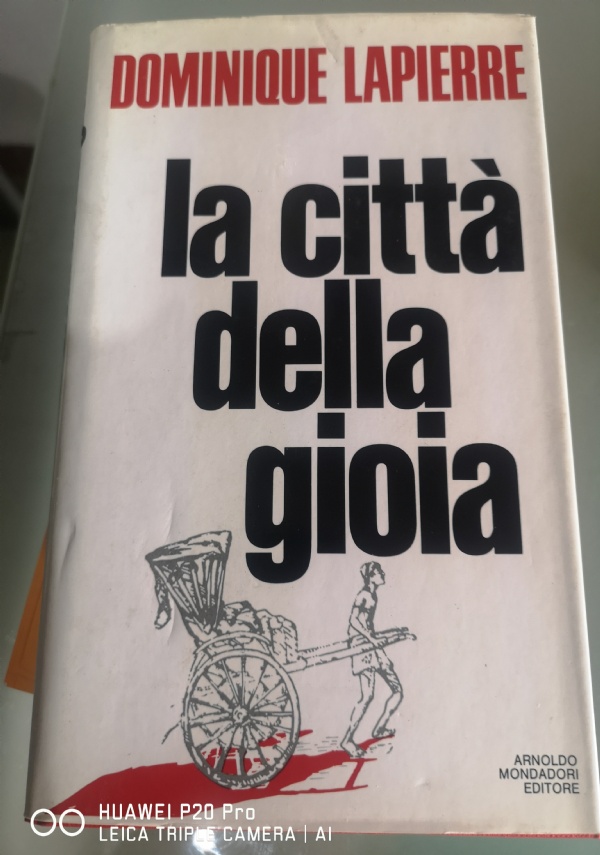 DOMINIQUE LAPIERRE
la città
della
gioia
ARNOLDO
MONDADORI
EDITORE
HUAWEI P20 Pro
LEICA TRIPLE CAMERA | AI